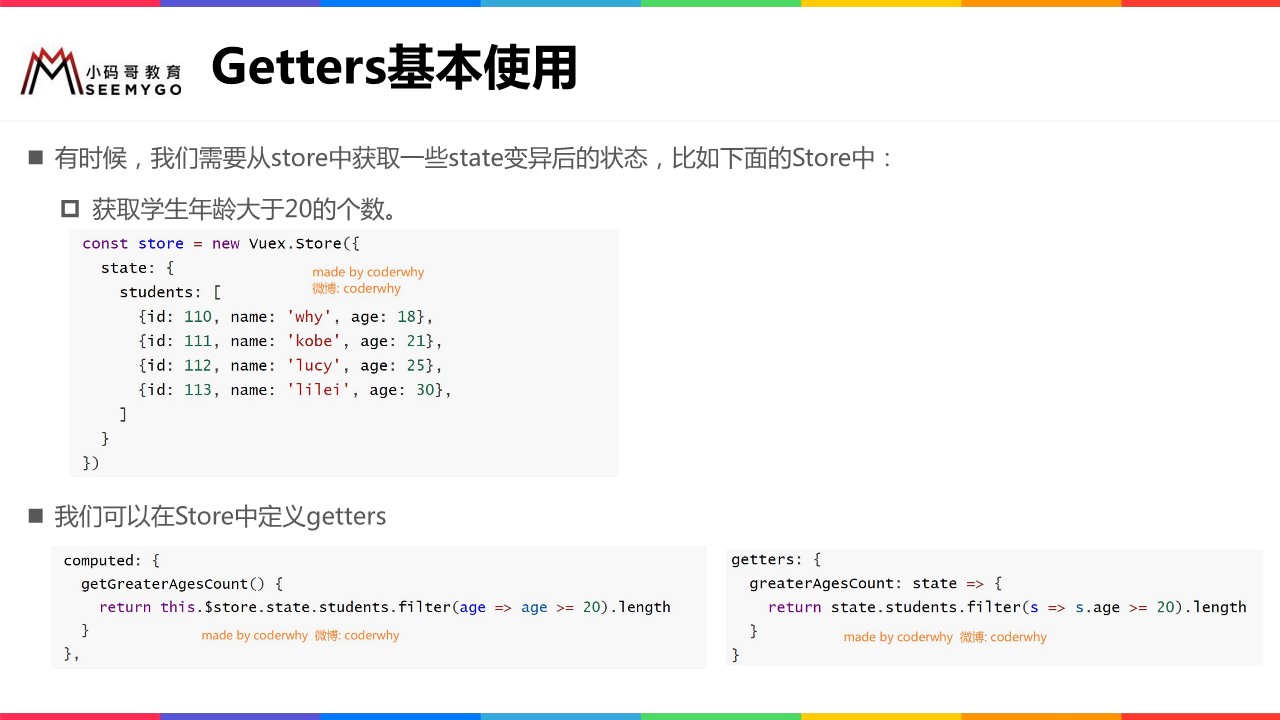 小码哥教育
SEEMYGO
Getters基本使用
有时候，我们需要从store中获取一些state变异后的状态，比如下面的Store中：
获取学生年龄大于20的个数。
const store = new Vuex.Store({
state: {
made by coderwhy
微博: coderwhy
students: [
{id: 110, name: 'why', age: 18},
{id: 111, name: 'kobe', age: 21},
{id: 112, name: 'lucy', age: 25},
{id: 113, name: 'lilei', age: 30},
]
}
})
我们可以在Store中定义getters
computed: {
getGreaterAgesCount() {
return this.$store.state.students.filter(age => age >= 20).length
}
made by coderwhy 微博: coderwhy
},
getters: {
greaterAgesCount: state => {
return state.students.filter(s => s.age >= 20).length
}
made by coderwhy 微博: coderwhy
}